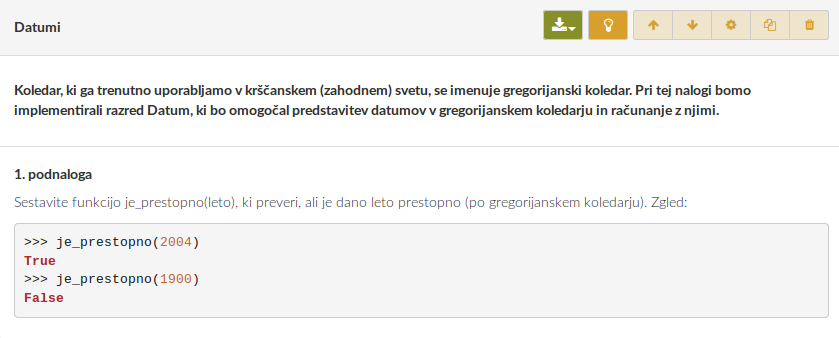 Datumi
Koledar, ki ga trenutno uporabljamo v krščanskem (zahodnem) svetu, se imenuje gregorijanski koledar. Pri tej nalogi bomo
implementirali razred Datum, ki bo omogočal predstavitev datumov v gregorijanskem koledarju in računanje z njimi.
1. podnaloga
Sestavite funkcijo je_prestopno(leto), ki preveri, ali je dano leto prestopno (po gregorijanskem koledarju). Zgled:
>>> je_prestopno(2004)
True
>>> je_prestopno(1900)
False